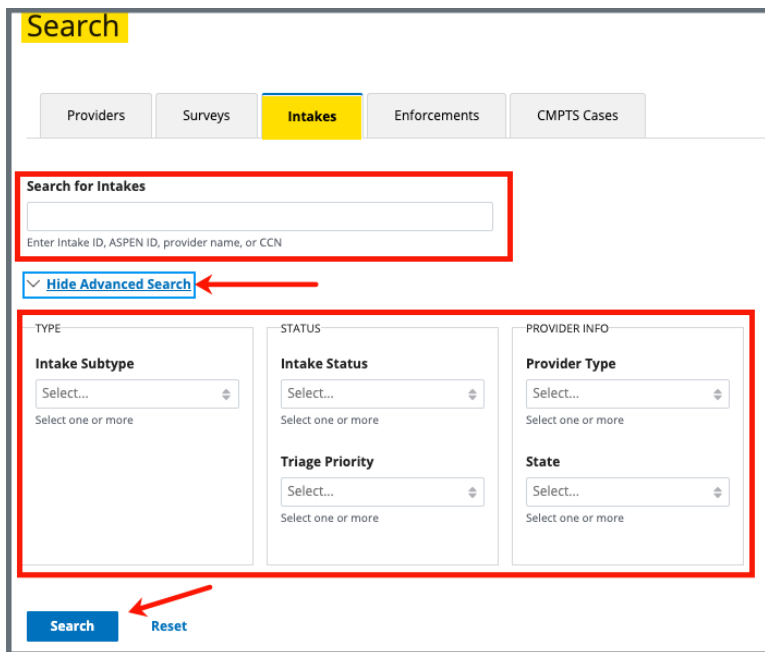 Search
Providers Surveys Intakes Enforcements CMPTS Cases
Search for Intakes
Enter Intake ID, ASPEN ID, provider name, or CCN
Hide Advanced Search
TYPE
Intake Subtype
Select...
Select one or more
STATUS
Intake Status
Select...
Select one or more
Triage Priority
Select...
Select one or more
PROVIDER INFO
Provider Type
Select...
Select one or more
State
Select...
Select one or more
Search Reset